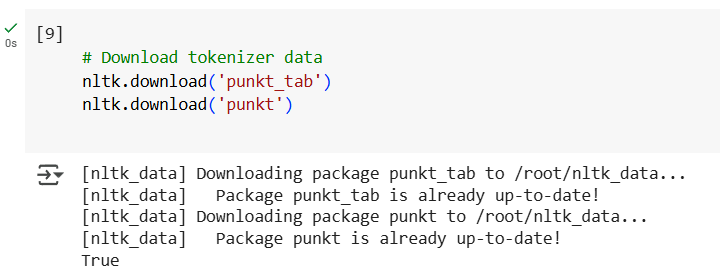 [9]
0s
# Download tokenizer data
nltk.download('punkt_tab')
nltk.download('punkt')
[nltk_data] Downloading package punkt_tab to /root/nltk_data...
[nltk_data]   Package punkt_tab is already up-to-date!
[nltk_data] Downloading package punkt to /root/nltk_data...
[nltk_data]   Package punkt is already up-to-date!
True